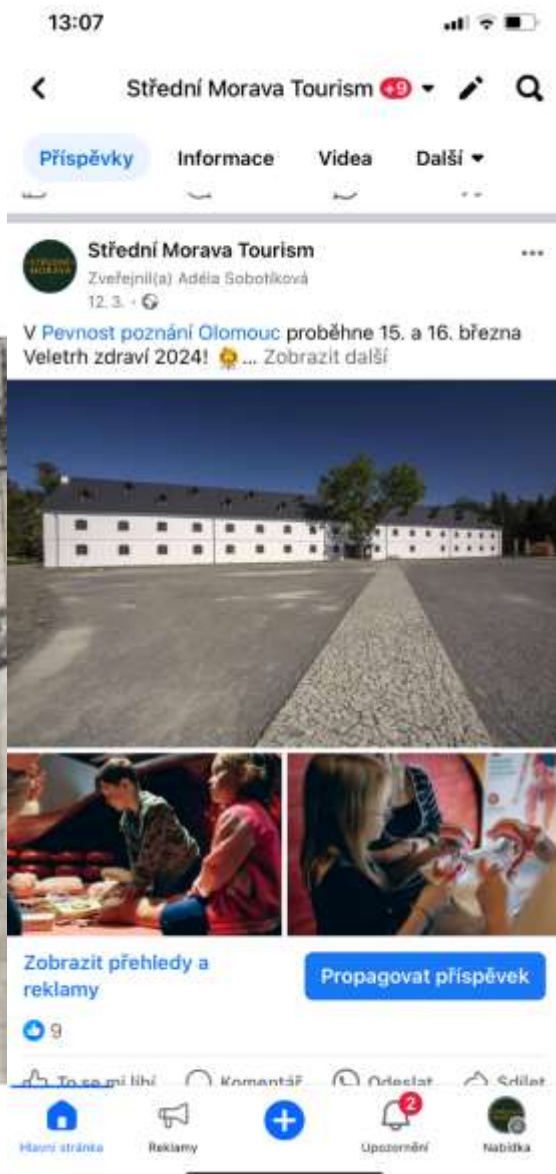 13:07
Střední Morava Tourism +9
Příspěvky Informace Videa Další
Střední Morava Tourism
Zveřejnil(a) Adéla Sobotíková
12. 3.
V Pevnost poznání Olomouc proběhne 15. a 16. března
Veletrh zdraví 2024! ... Zobrazit další
Zobrazit přehledy a
reklamy
Propagovat příspěvek
9
To se mi líbí Komentář Odeslat Sdílet
2
Hlavní stránka Reklamy Upozornění Nabídka